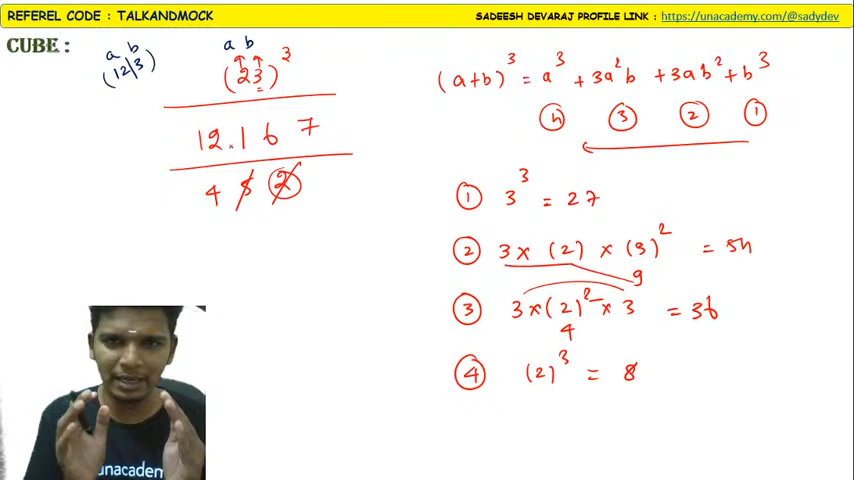 REFEREL CODE : TALKANDMOCK
SADEESH DEVARAJ PROFILE LINK : https://unacademy.com/@sadydev
CUBE :
a b
(12|3)
a b
(23)³
12.167
4 5 2
(a+b)³ = a³ + 3a²b + 3ab² + b³
4 3 2 1
1 3³ = 27
2 3 × (2) × (3)² = 54
9
3 3 × (2)² × 3 = 36
4
4 (2)³ = 8
unacademy